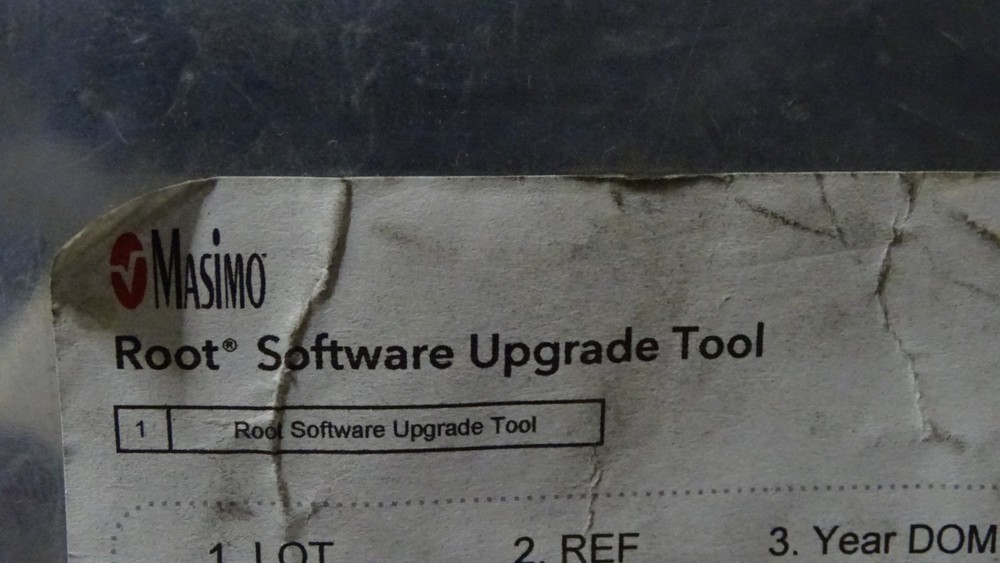 MASiMO
Root® Software Upgrade Tool
1 Root Software Upgrade Tool
1. LOT 2. REF 3. Year DOM